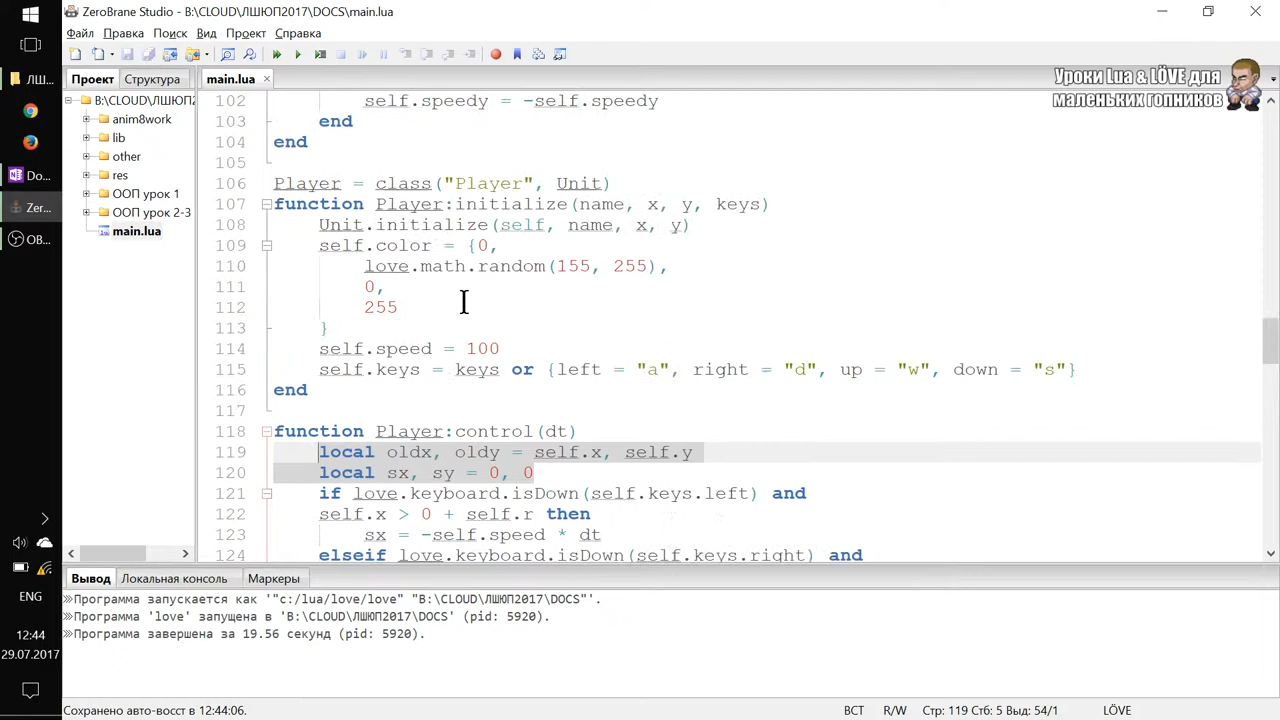 ZeroBrane Studio - B:\CLOUD\ЛШЮП2017\DOCS\main.lua
Файл Правка Поиск Вид Проект Справка
Проект Структура main.lua ×
Уроки Lua & LÖVE для
маленьких гопников
B:\CLOUD\ЛШЮП2
anim8work
lib
other
res
ООП урок 1
ООП урок 2-3
main.lua
102 self.speedy = -self.speedy
103 end
104 end
105
106 Player = class("Player", Unit)
107 function Player:initialize(name, x, y, keys)
108 Unit.initialize(self, name, x, y)
109 self.color = {0,
110 love.math.random(155, 255),
111 0,
112 255
113 }
114 self.speed = 100
115 self.keys = keys or {left = "a", right = "d", up = "w", down = "s"}
116 end
117
118 function Player:control(dt)
119 local oldx, oldy = self.x, self.y
120 local sx, sy = 0, 0
121 if love.keyboard.isDown(self.keys.left) and
122 self.x > 0 + self.r then
123 sx = -self.speed * dt
124 elseif love.keyboard.isDown(self.keys.right) and
Вывод Локальная консоль Маркеры
Программа запускается как '"c:/lua/love/love" "B:\CLOUD\ЛШЮП2017\DOCS"'.
Программа 'love' запущена в 'B:\CLOUD\ЛШЮП2017\DOCS' (pid: 5920).
Программа завершена за 19.56 секунд (pid: 5920).
Сохранено авто-восст в 12:44:06. ВСТ R/W Стр: 119 Стб: 5 Выд: 54/1 LÖVE
ЛШ...
Do...
Zer...
OB...
ENG
12:44
29.07.2017